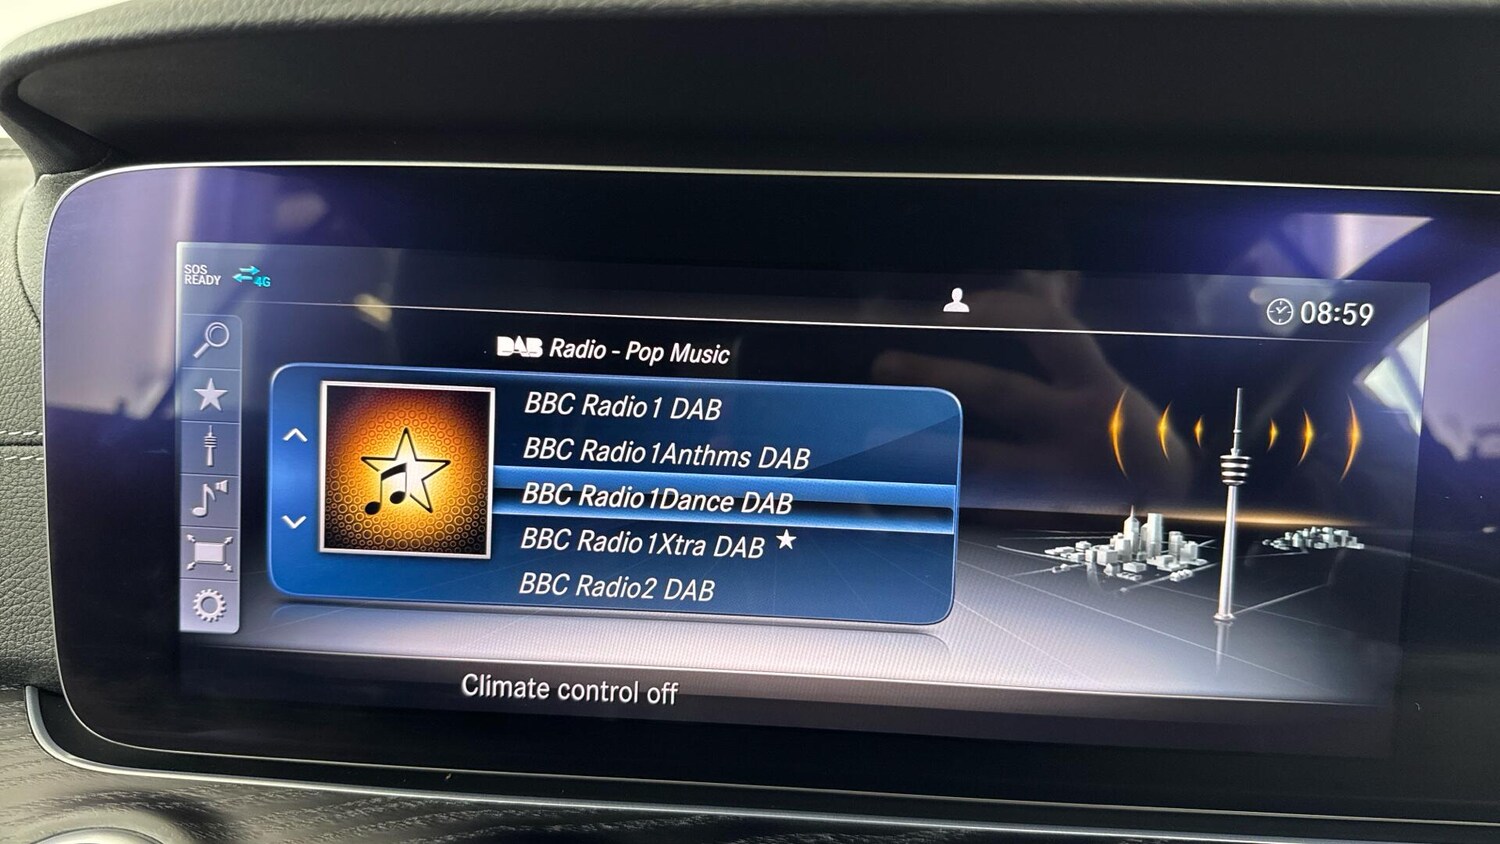 SOS
READY
4G
08:59
DAB Radio - Pop Music
BBC Radio 1 DAB
BBC Radio 1Anthms DAB
BBC Radio 1Dance DAB
BBC Radio 1Xtra DAB
BBC Radio2 DAB
Climate control off